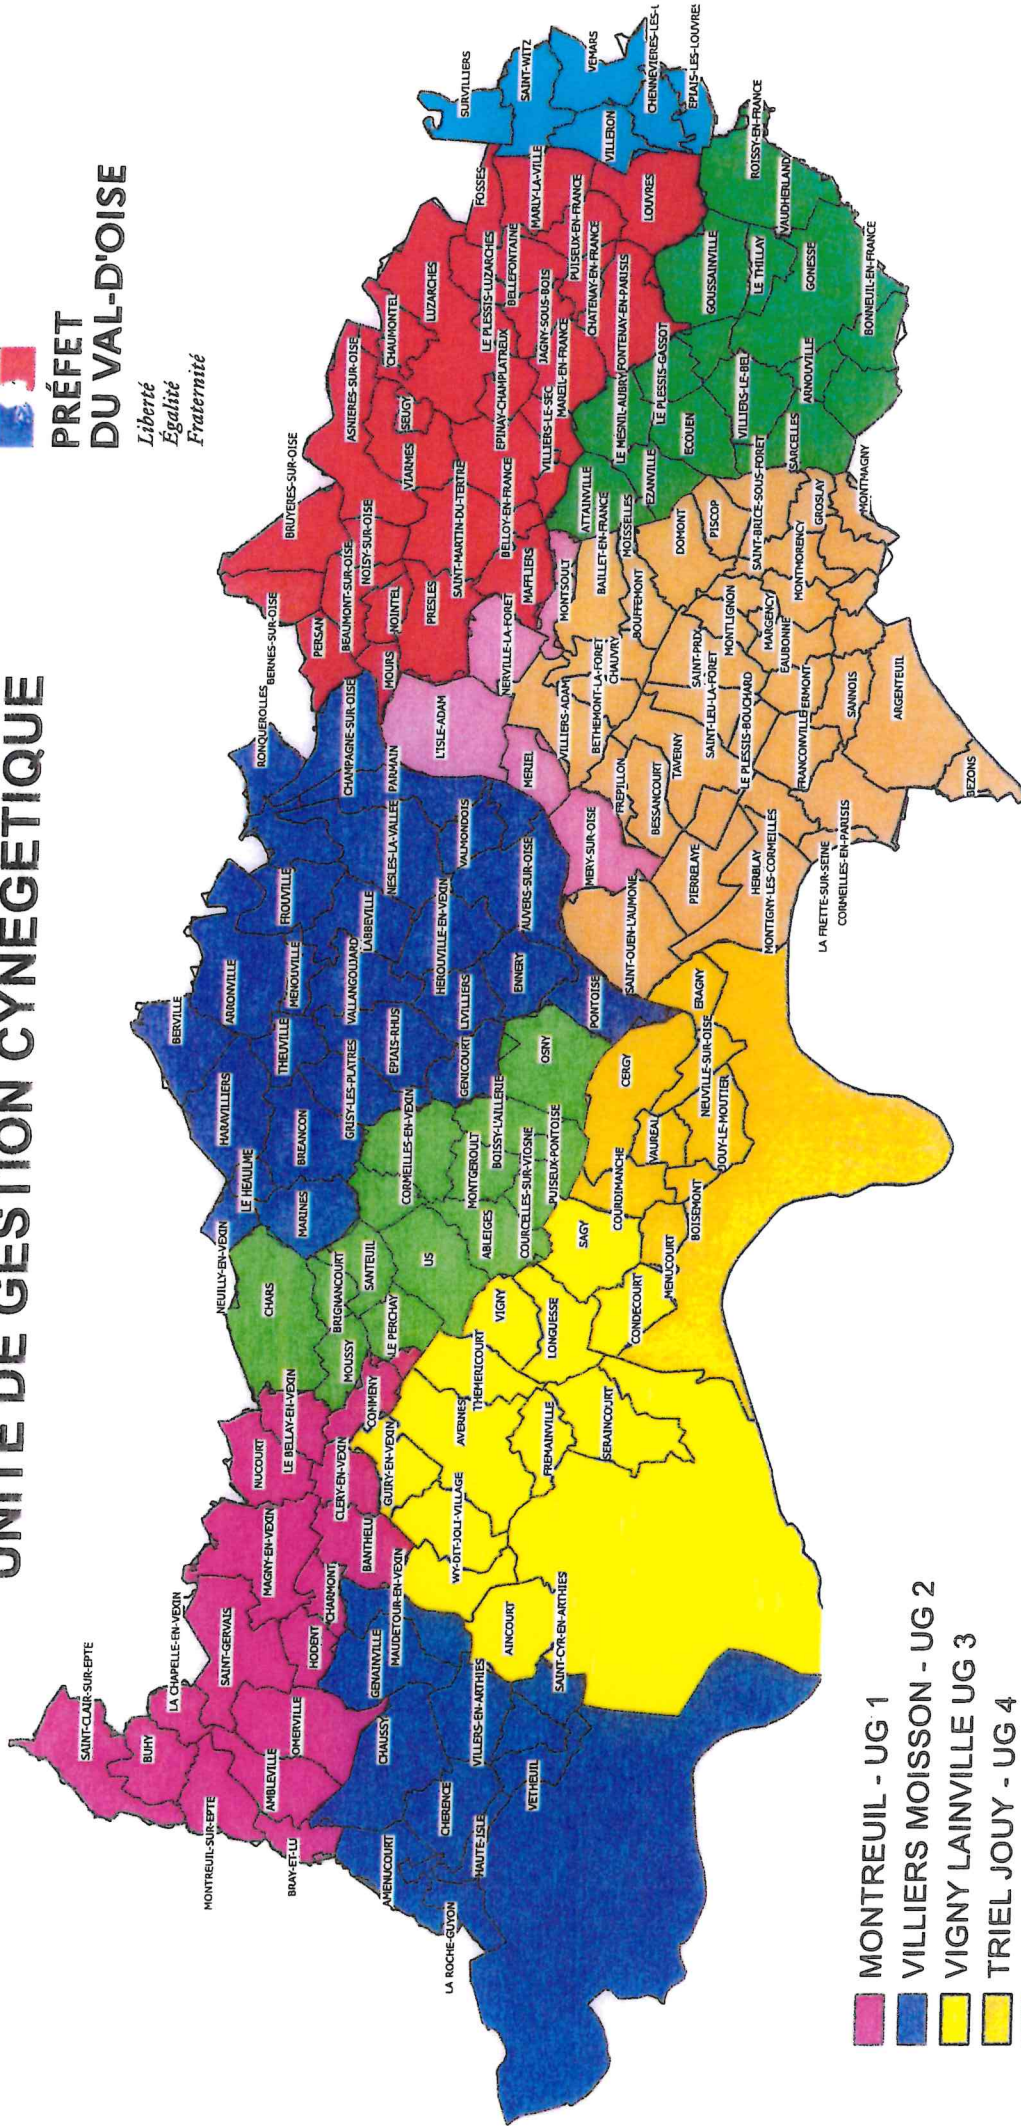 UNITE DE GESTION CYNEGETIQUE
PRÉFET
DU VAL-D'OISE
Liberté
Égalité
Fraternité
SAINT-CLAIR-SUR-EPTE
BUHY
LA CHAPELLE-EN-VEXIN
MONTREUIL-SUR-EPTE
SAINT-GERVAIS
AMBLEVILLE
OMERVILLE
BRAY-ET-LU
HODENT
CHARMONT
MAGNY-EN-VEXIN
NUCOURT
LE BELLAY-EN-VEXIN
CLERY-EN-VEXIN
BANTHELU
COMMENY
GENAINVILLE
MAUDETOUR-EN-VEXIN
CHAUSSY
AMENUCOURT
CHERENCE
LA ROCHE-GUYON
HAUTE-ISLE
VILLERS-EN-ARTHIES
VETHEUIL
SAINT-CYR-EN-ARTHIES
AINCOURT
WY-DIT-JOLI-VILLAGE
GUIRY-EN-VEXIN
AVERNES
THEMERICOURT
FREMAINVILLE
SERAINCOURT
VIGNY
LONGUESSE
SAGY
CONDECOURT
NEUILLY-EN-VEXIN
CHARS
MOUSSY
BRIGNANCOURT
SANTEUIL
LE PERCHAY
US
CORMEILLES-EN-VEXIN
ABLEIGES
MONTGEROULT
BOISSY-L'AILLERIE
COURCELLES-SUR-VIOSNE
PUISEUX-PONTOISE
OSNY
BERVILLE
HARAVILLIERS
LE HEAULME
MARINES
BREANCON
ARRONVILLE
THEUVILLE
MENOUVILLE
FROUVILLE
GRISY-LES-PLATRES
VALLANGOUJARD
LABBEVILLE
EPIAIS-RHUS
NESLES-LA-VALLEE
HEROUVILLE-EN-VEXIN
VALMONDOIS
GENICOURT
LIVILLIERS
ENNERY
AUVERS-SUR-OISE
PONTOISE
RONQUEROLLES
CHAMPAGNE-SUR-OISE
PARMAIN
COURDIMANCHE
MENUCOURT
BOISEMONT
VAUREAL
CERGY
JOUY-LE-MOUTIER
NEUVILLE-SUR-OISE
ERAGNY
L'ISLE-ADAM
MERIEL
MERY-SUR-OISE
NERVILLE-LA-FORET
MONTSOULT
BERNES-SUR-OISE
BRUYERES-SUR-OISE
PERSAN
BEAUMONT-SUR-OISE
NOISY-SUR-OISE
MOURS
NOINTEL
PRESLES
SAINT-MARTIN-DU-TERTRE
BELLOY-EN-FRANCE
MAFFLIERS
ASNIERES-SUR-OISE
VIARMES
SEUGY
CHAUMONTEL
LUZARCHES
LE PLESSIS-LUZARCHES
BELLEFONTAINE
EPINAY-CHAMPLATREUX
JAGNY-SOUS-BOIS
VILLIERS-LE-SEC
MAREIL-EN-FRANCE
FOSSES
MARLY-LA-VILLE
PUISEUX-EN-FRANCE
CHATENAY-EN-FRANCE
FONTENAY-EN-PARISIS
LOUVRES
SURVILLIERS
SAINT-WITZ
VEMARS
VILLERON
CHENNEVIERES-LES-L
EPIAIS-LES-LOUVRES
ROISSY-EN-FRANCE
VAUDHERLAND
GOUSSAINVILLE
LE THILLAY
GONESSE
BONNEUIL-EN-FRANCE
ARNOUVILLE
VILLIERS-LE-BEL
SARCELLES
ECOUEN
LE PLESSIS-GASSOT
LE MESNIL-AUBRY
EZANVILLE
ATTAINVILLE
MOISSELLES
BAILLET-EN-FRANCE
BOUFFEMONT
DOMONT
PISCOP
SAINT-BRICE-SOUS-FORET
GROSLAY
MONTMAGNY
MONTMORENCY
MONTLIGNON
MARGENCY
EAUBONNE
SAINT-PRIX
SAINT-LEU-LA-FORET
LE PLESSIS-BOUCHARD
ERMONT
FRANCONVILLE
SANNOIS
ARGENTEUIL
BEZONS
VILLIERS-ADAM
BETHEMONT-LA-FORET
CHAUVRY
FREPILLON
BESSANCOURT
TAVERNY
PIERRELAYE
SAINT-OUEN-L'AUMONE
HERBLAY
MONTIGNY-LES-CORMEILLES
LA FRETTE-SUR-SEINE
CORMEILLES-EN-PARISIS
MONTREUIL - UG 1
VILLIERS MOISSON - UG 2
VIGNY LAINVILLE UG 3
TRIEL JOUY - UG 4